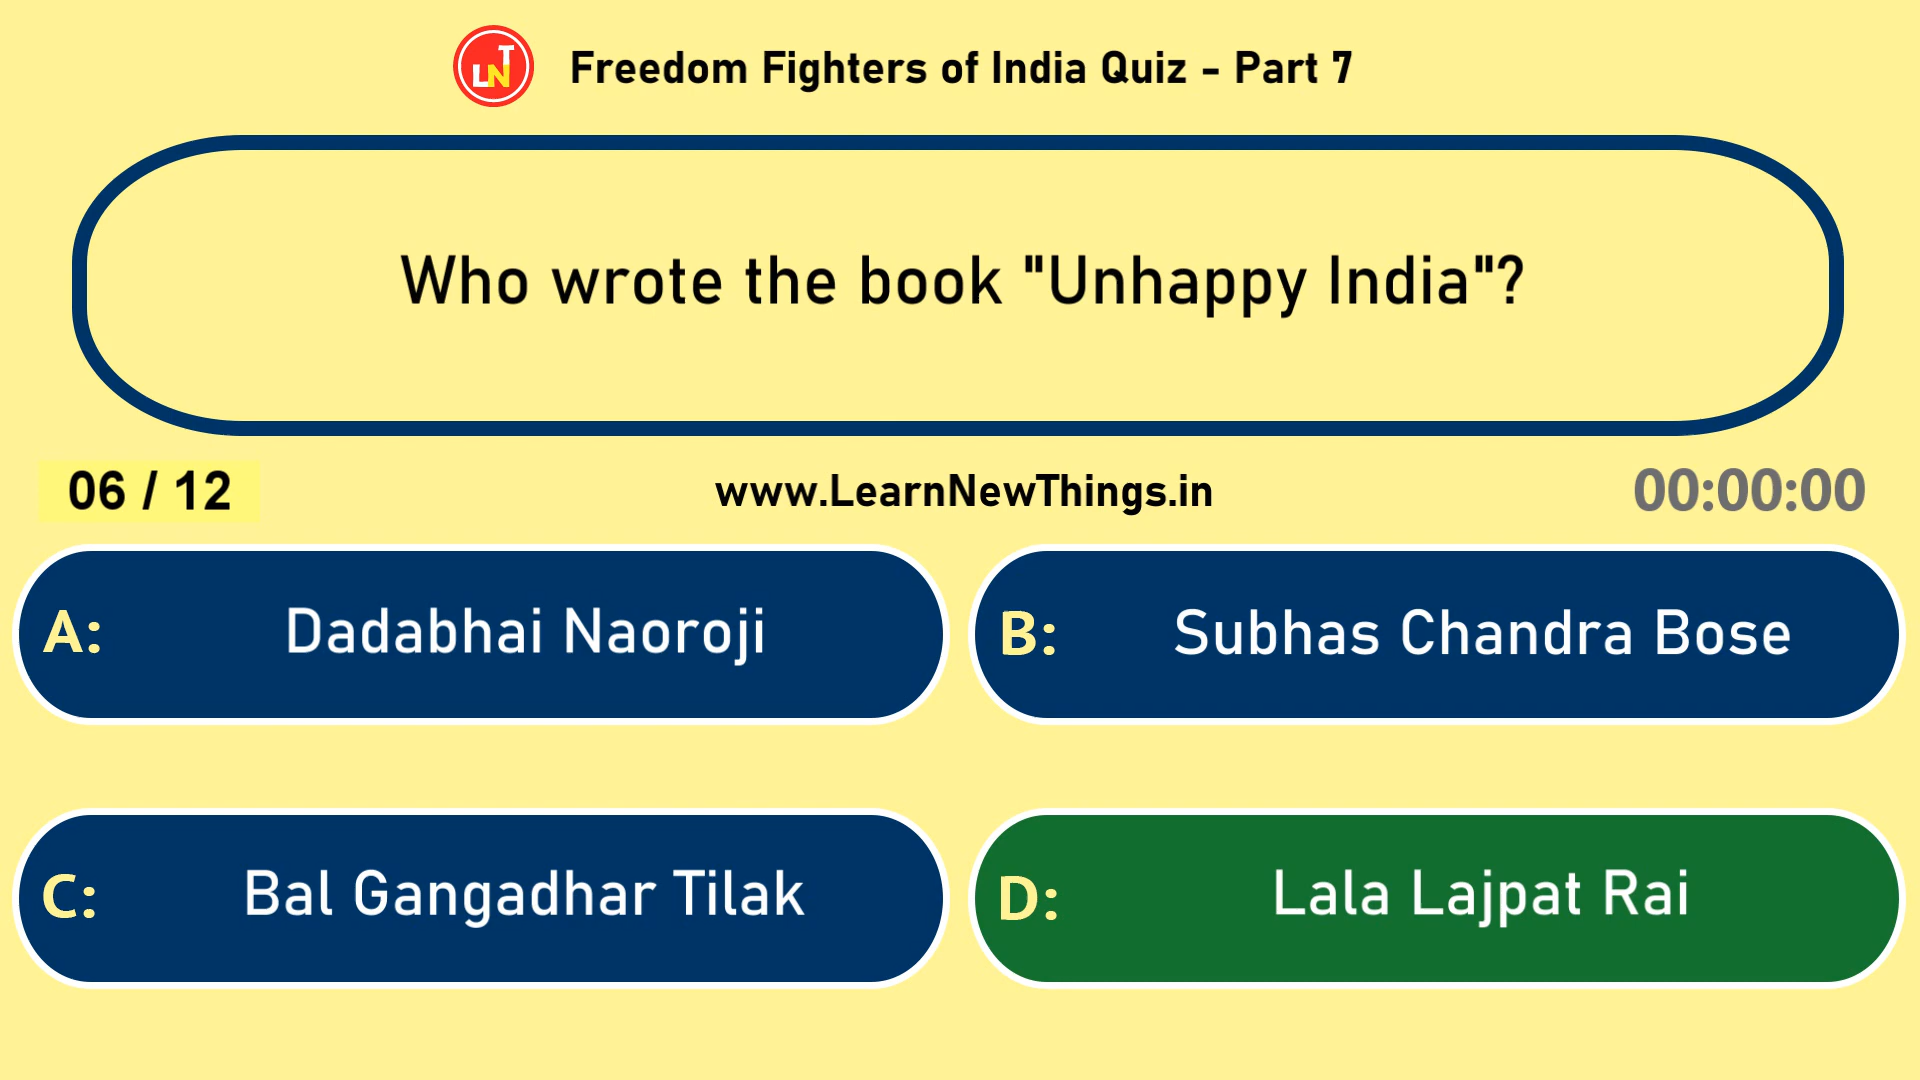 LNT
Freedom Fighters of India Quiz - Part 7
Who wrote the book "Unhappy India"?
06 / 12
www.LearnNewThings.in
00:00:00
A: Dadabhai Naoroji
B: Subhas Chandra Bose
C: Bal Gangadhar Tilak
D: Lala Lajpat Rai